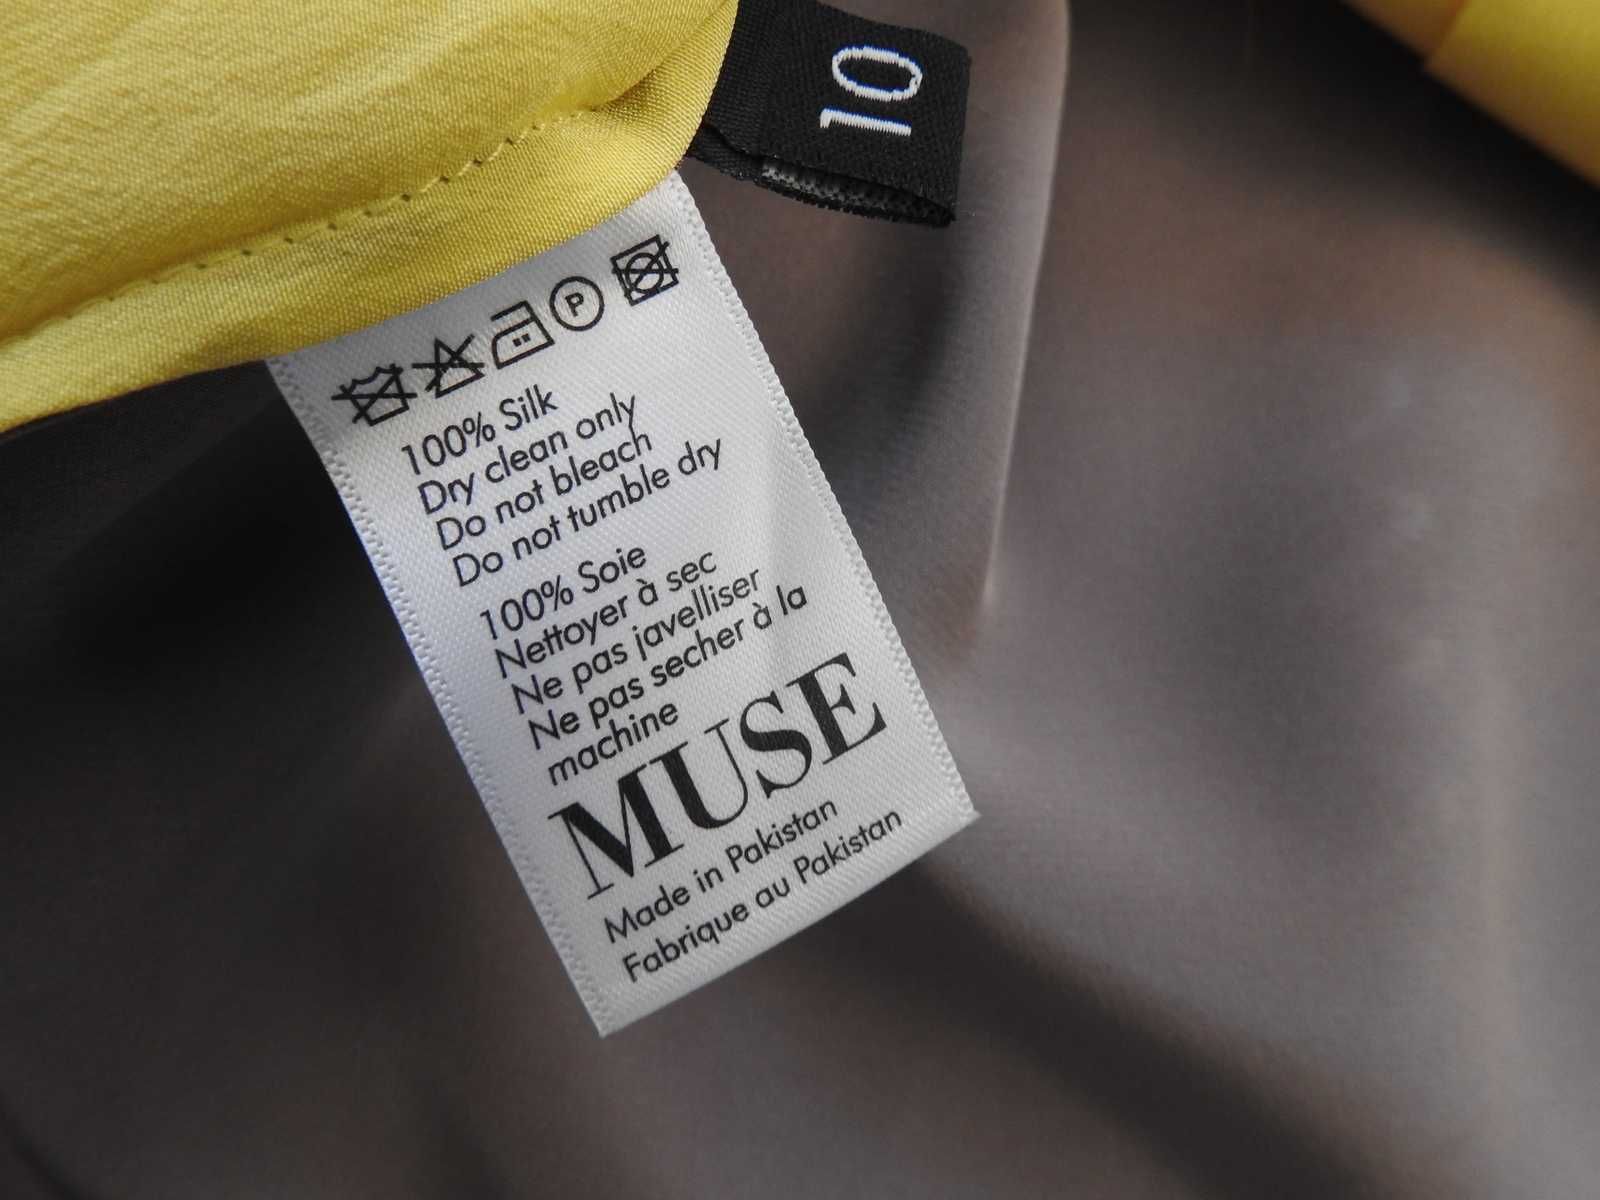 10
P
100% Silk
Dry clean only
Do not bleach
Do not tumble dry
100% Soie
Nettoyer à sec
Ne pas javelliser
Ne pas secher à la
machine
MUSE
Made in Pakistan
Fabrique au Pakistan